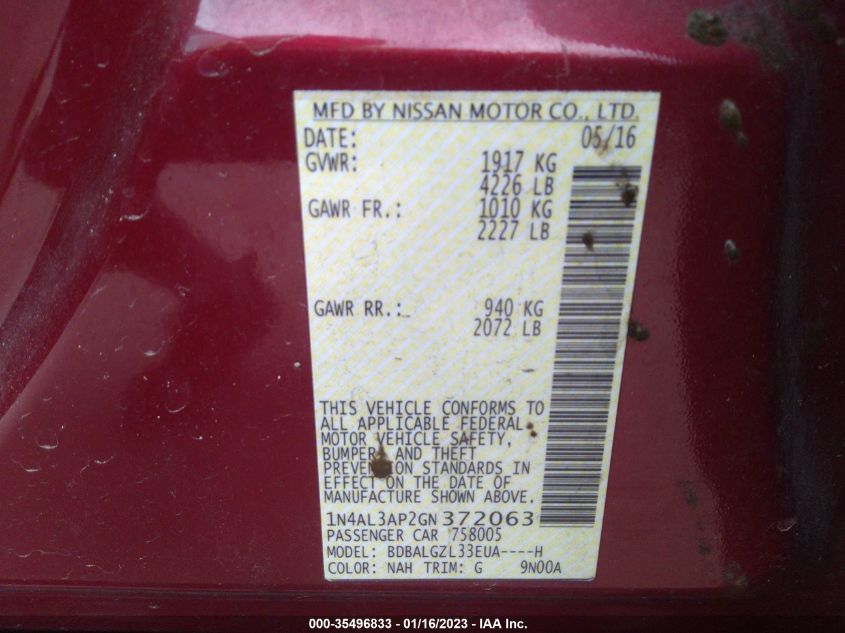 MFD BY NISSAN MOTOR CO., LTD.
DATE: 05/16
GVWR: 1917 KG
4226 LB
GAWR FR.: 1010 KG
2227 LB
GAWR RR.: 940 KG
2072 LB
THIS VEHICLE CONFORMS TO
ALL APPLICABLE FEDERAL
MOTOR VEHICLE SAFETY,
BUMPER, AND THEFT
PREVENTION STANDARDS IN
EFFECT ON THE DATE OF
MANUFACTURE SHOWN ABOVE.
1N4AL3AP2GN372063
PASSENGER CAR 758005
MODEL: BDBALGZL33EUA----H
COLOR: NAH TRIM: G 9N00A
000-35496833 - 01/16/2023 - IAA Inc.